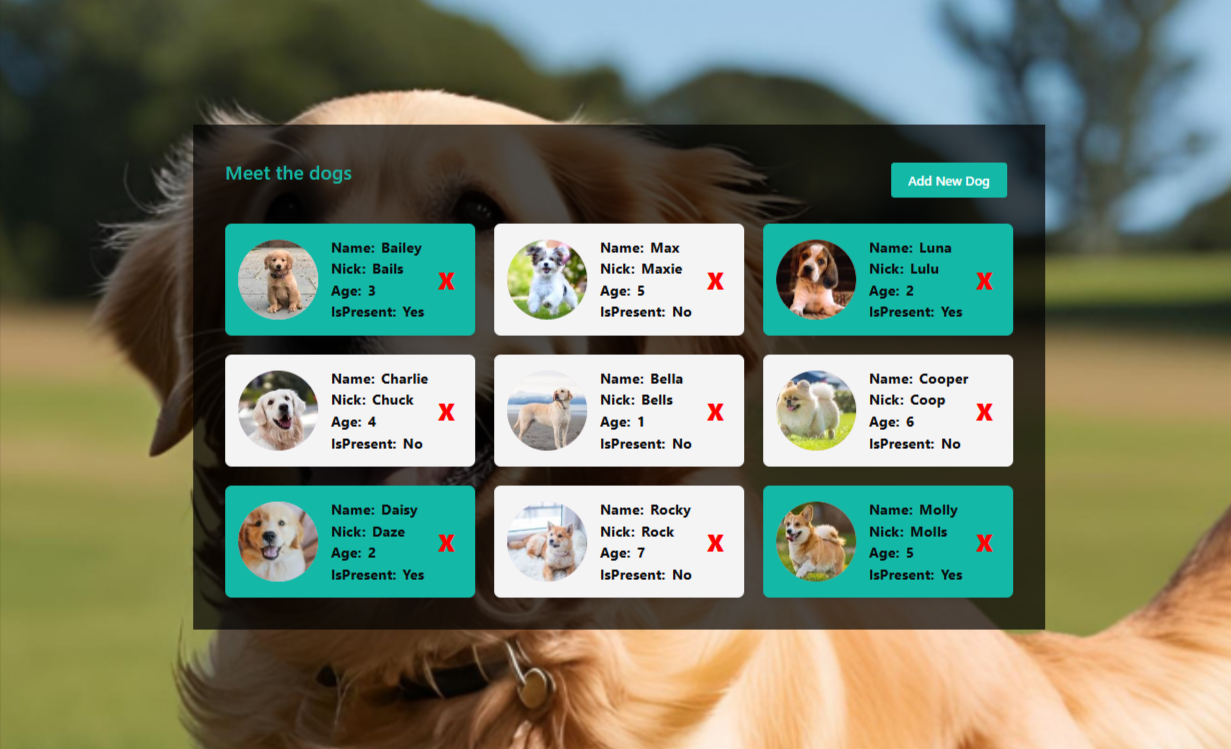 Meet the dogs
Add New Dog
Name: Bailey
Nick: Bails
Age: 3
IsPresent: Yes
X
Name: Max
Nick: Maxie
Age: 5
IsPresent: No
X
Name: Luna
Nick: Lulu
Age: 2
IsPresent: Yes
X
Name: Charlie
Nick: Chuck
Age: 4
IsPresent: No
X
Name: Bella
Nick: Bells
Age: 1
IsPresent: No
X
Name: Cooper
Nick: Coop
Age: 6
IsPresent: No
X
Name: Daisy
Nick: Daze
Age: 2
IsPresent: Yes
X
Name: Rocky
Nick: Rock
Age: 7
IsPresent: No
X
Name: Molly
Nick: Molls
Age: 5
IsPresent: Yes
X